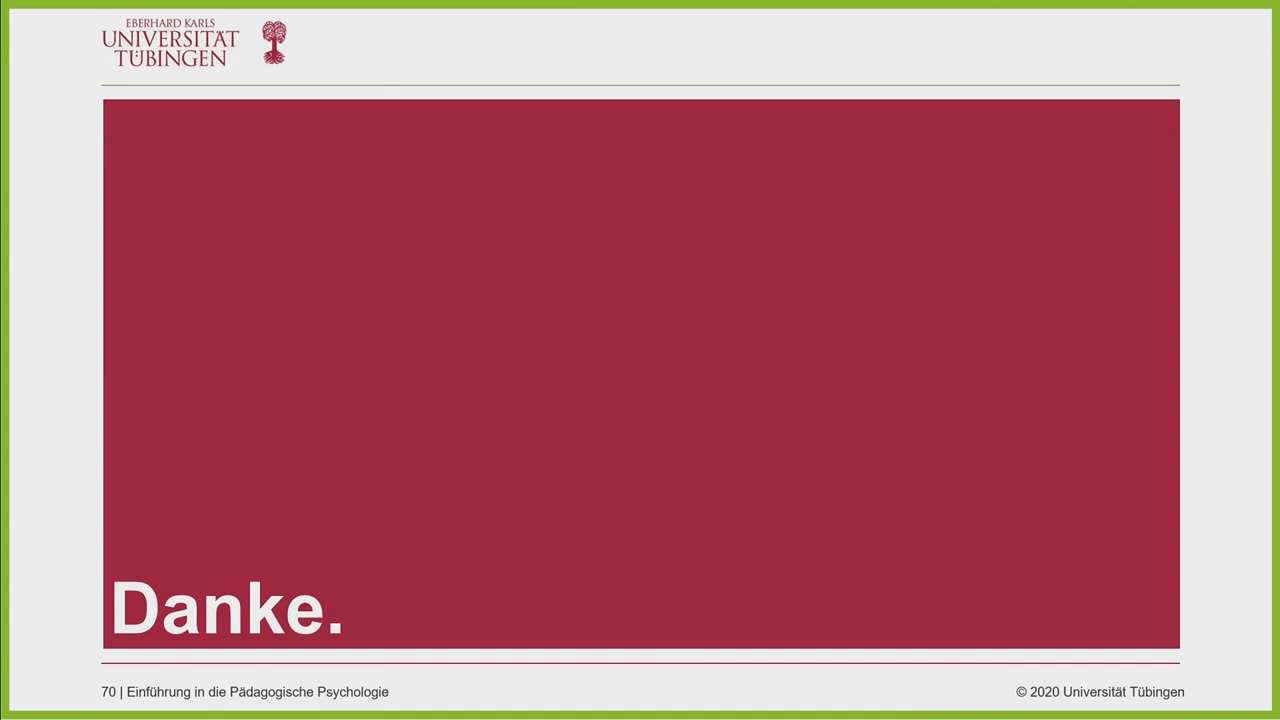 EBERHARD KARLS
UNIVERSITÄT
TÜBINGEN
Danke.
70 | Einführung in die Pädagogische Psychologie
© 2020 Universität Tübingen